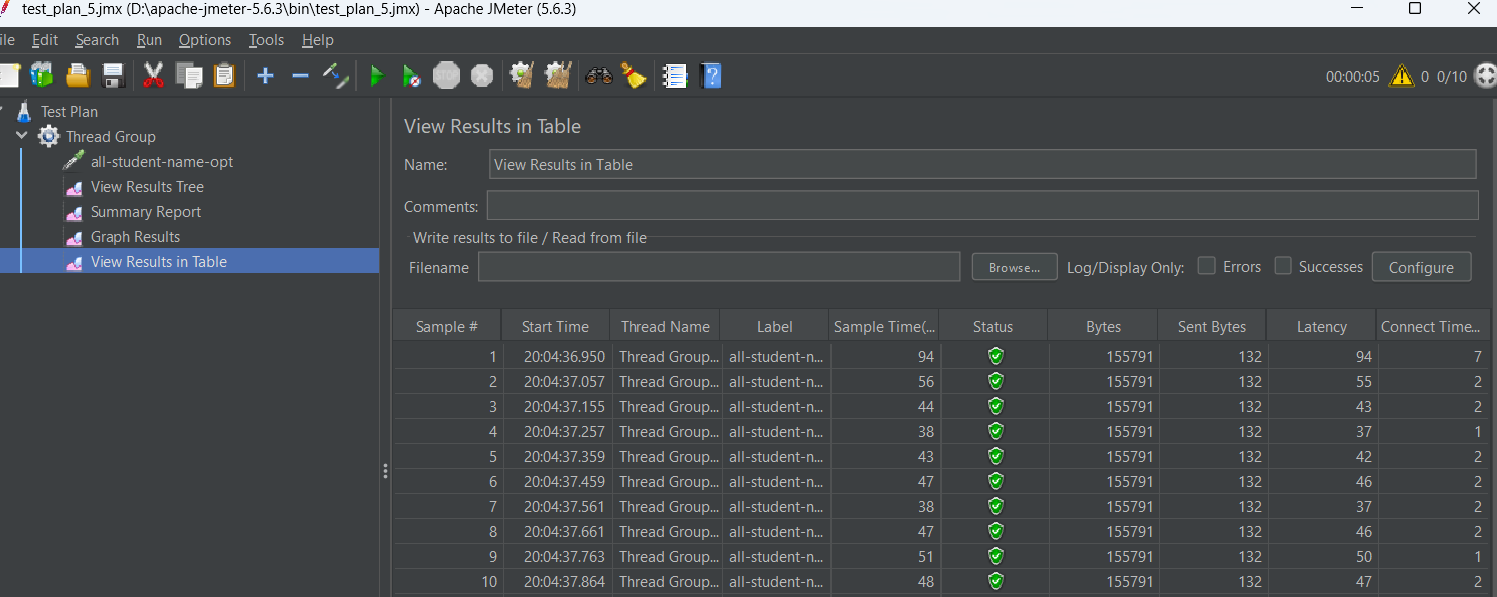 test_plan_5.jmx (D:\apache-jmeter-5.6.3\bin\test_plan_5.jmx) - Apache JMeter (5.6.3)
ile Edit Search Run Options Tools Help
STOP 00:00:05 0 0/10
Test Plan
Thread Group
all-student-name-opt
View Results Tree
Summary Report
Graph Results
View Results in Table
View Results in Table
Name: View Results in Table
Comments:
Write results to file / Read from file
Filename Browse... Log/Display Only: Errors Successes Configure
Sample # Start Time Thread Name Label Sample Time(... Status Bytes Sent Bytes Latency Connect Time...
1 20:04:36.950 Thread Group... all-student-n... 94 155791 132 94 7
2 20:04:37.057 Thread Group... all-student-n... 56 155791 132 55 2
3 20:04:37.155 Thread Group... all-student-n... 44 155791 132 43 2
4 20:04:37.257 Thread Group... all-student-n... 38 155791 132 37 1
5 20:04:37.359 Thread Group... all-student-n... 43 155791 132 42 2
6 20:04:37.459 Thread Group... all-student-n... 47 155791 132 46 2
7 20:04:37.561 Thread Group... all-student-n... 38 155791 132 37 2
8 20:04:37.661 Thread Group... all-student-n... 47 155791 132 46 2
9 20:04:37.763 Thread Group... all-student-n... 51 155791 132 50 1
10 20:04:37.864 Thread Group... all-student-n... 48 155791 132 47 2